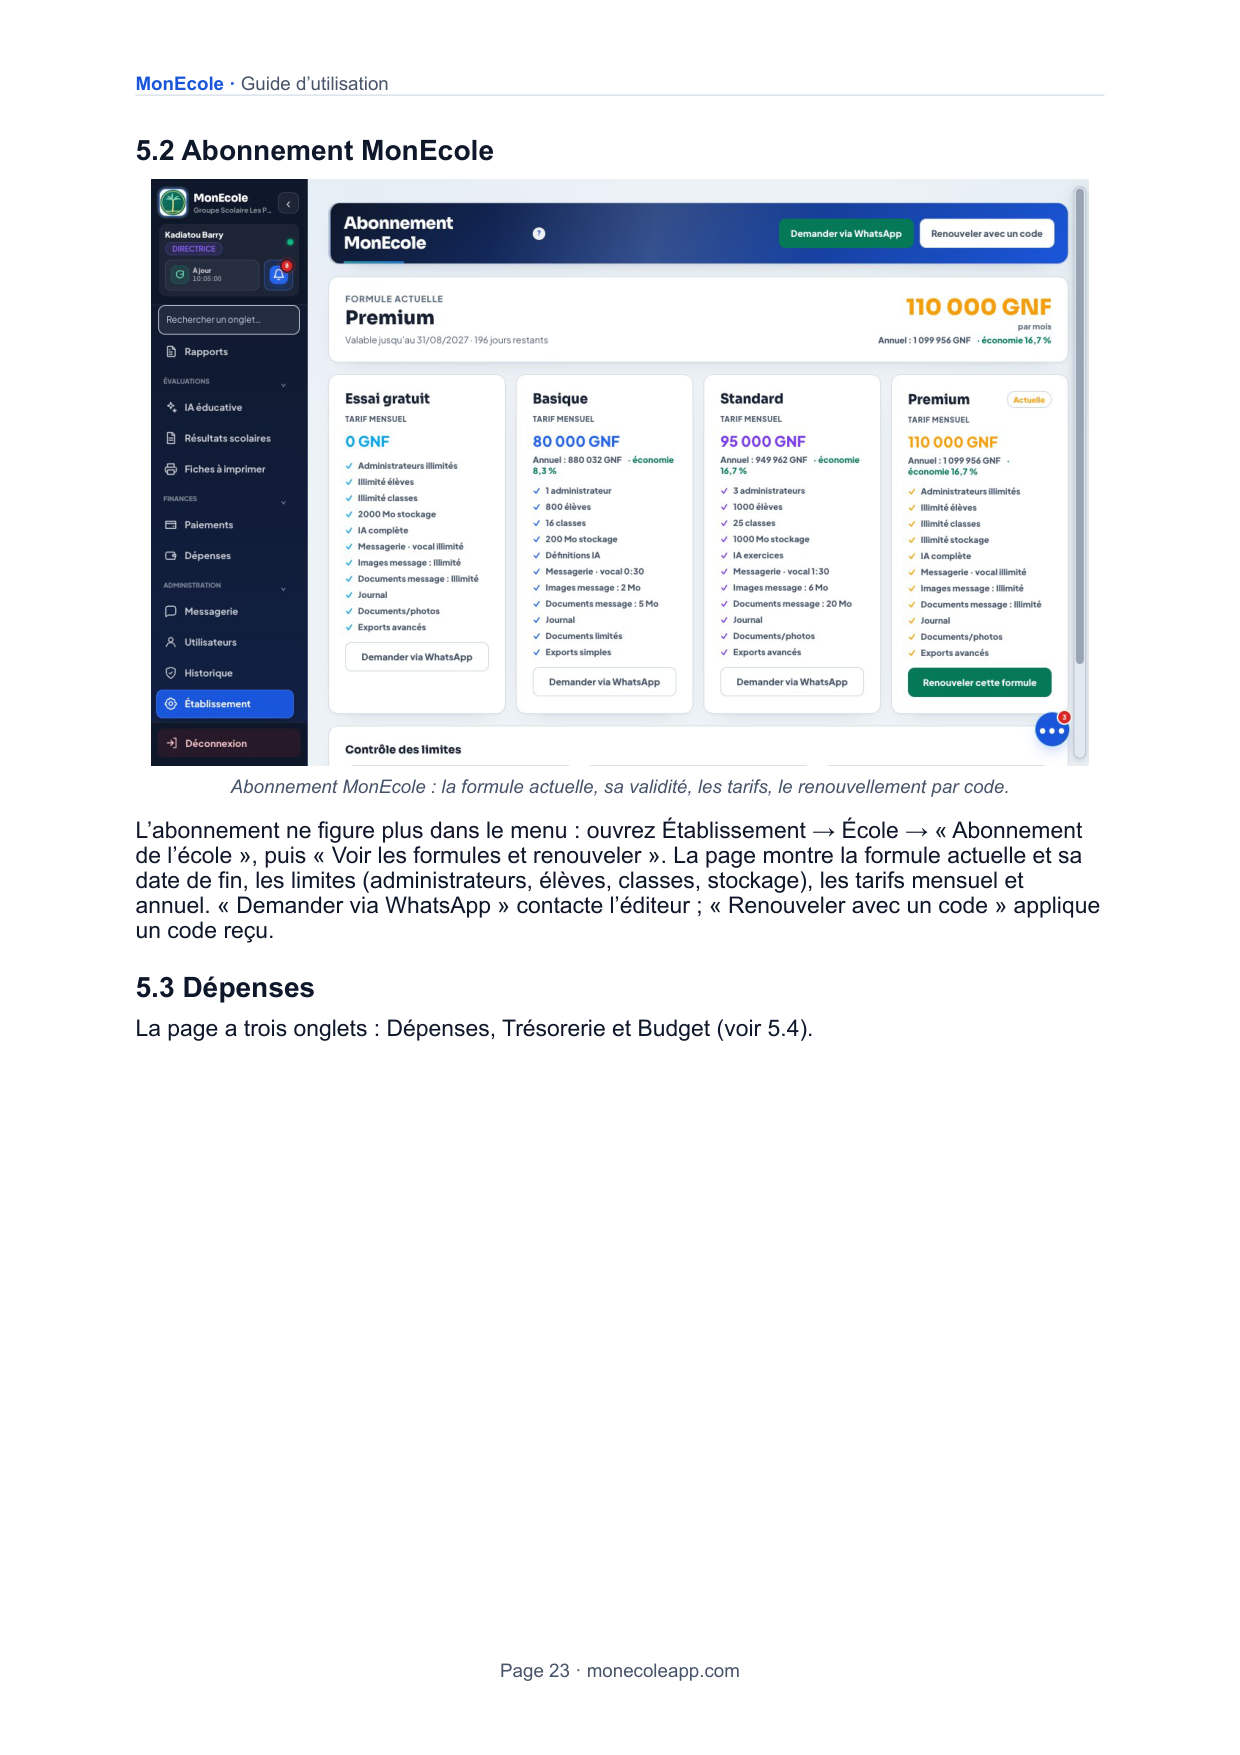 MonEcole · Guide d’utilisation
5.2 Abonnement MonEcole
MonEcole
Groupe Scolaire Les P...
Kadiatou Barry
DIRECTRICE
À jour
10:05:00
8
Rechercher un onglet...
Rapports
ÉVALUATIONS
IA éducative
Résultats scolaires
Fiches à imprimer
FINANCES
Paiements
Dépenses
ADMINISTRATION
Messagerie
Utilisateurs
Historique
Établissement
Déconnexion
Abonnement
MonEcole
?
Demander via WhatsApp
Renouveler avec un code
FORMULE ACTUELLE
Premium
Valable jusqu'au 31/08/2027 · 196 jours restants
110 000 GNF
par mois
Annuel : 1 099 956 GNF · économie 16,7 %
Essai gratuit
TARIF MENSUEL
0 GNF
Administrateurs illimités
Illimité élèves
Illimité classes
2000 Mo stockage
IA complète
Messagerie · vocal illimité
Images message : Illimité
Documents message : Illimité
Journal
Documents/photos
Exports avancés
Demander via WhatsApp
Basique
TARIF MENSUEL
80 000 GNF
Annuel : 880 032 GNF · économie
8,3 %
1 administrateur
800 élèves
16 classes
200 Mo stockage
Définitions IA
Messagerie · vocal 0:30
Images message : 2 Mo
Documents message : 5 Mo
Journal
Documents limités
Exports simples
Demander via WhatsApp
Standard
TARIF MENSUEL
95 000 GNF
Annuel : 949 962 GNF · économie
16,7 %
3 administrateurs
1000 élèves
25 classes
1000 Mo stockage
IA exercices
Messagerie · vocal 1:30
Images message : 6 Mo
Documents message : 20 Mo
Journal
Documents/photos
Exports avancés
Demander via WhatsApp
Premium
Actuelle
TARIF MENSUEL
110 000 GNF
Annuel : 1 099 956 GNF ·
économie 16,7 %
Administrateurs illimités
Illimité élèves
Illimité classes
Illimité stockage
IA complète
Messagerie · vocal illimité
Images message : Illimité
Documents message : Illimité
Journal
Documents/photos
Exports avancés
Renouveler cette formule
3
Contrôle des limites
Abonnement MonEcole : la formule actuelle, sa validité, les tarifs, le renouvellement par code.
L’abonnement ne figure plus dans le menu : ouvrez Établissement → École → « Abonnement
de l’école », puis « Voir les formules et renouveler ». La page montre la formule actuelle et sa
date de fin, les limites (administrateurs, élèves, classes, stockage), les tarifs mensuel et
annuel. « Demander via WhatsApp » contacte l’éditeur ; « Renouveler avec un code » applique
un code reçu.
5.3 Dépenses
La page a trois onglets : Dépenses, Trésorerie et Budget (voir 5.4).
Page 23 · monecoleapp.com